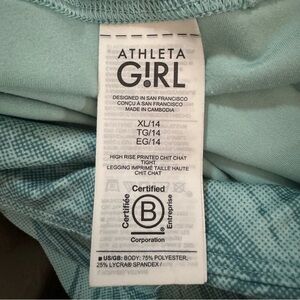 ATHLETA
G!RL
DESIGNED IN SAN FRANCISCO
CONÇU À SAN FRANCISCO
MADE IN CAMBODIA
XL/14
TG/14
EG/14
HIGH RISE PRINTED CHIT CHAT
TIGHT
LEGGING IMPRIMÉ TAILLE HAUTE
CHIT CHAT
Certified
Certifiée
B
Entreprise
Corporation
■ US/GB: BODY: 75% POLYESTER,
25% LYCRA® SPANDEX /